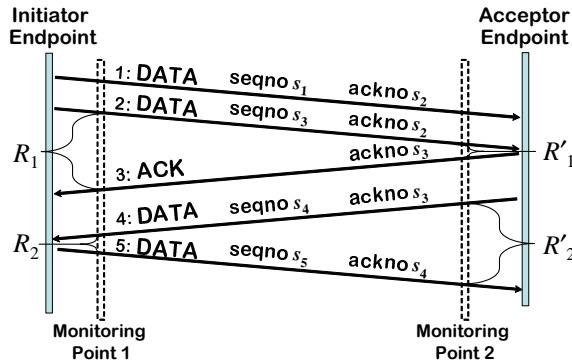 Initiator
Endpoint
Acceptor
Endpoint
1: DATA seqno s1 ackno s2
2: DATA seqno s3 ackno s2
R1
3: ACK ackno s3
R'1
4: DATA seqno s4 ackno s3
R2
R'2
5: DATA seqno s5 ackno s4
Monitoring
Point 1
Monitoring
Point 2